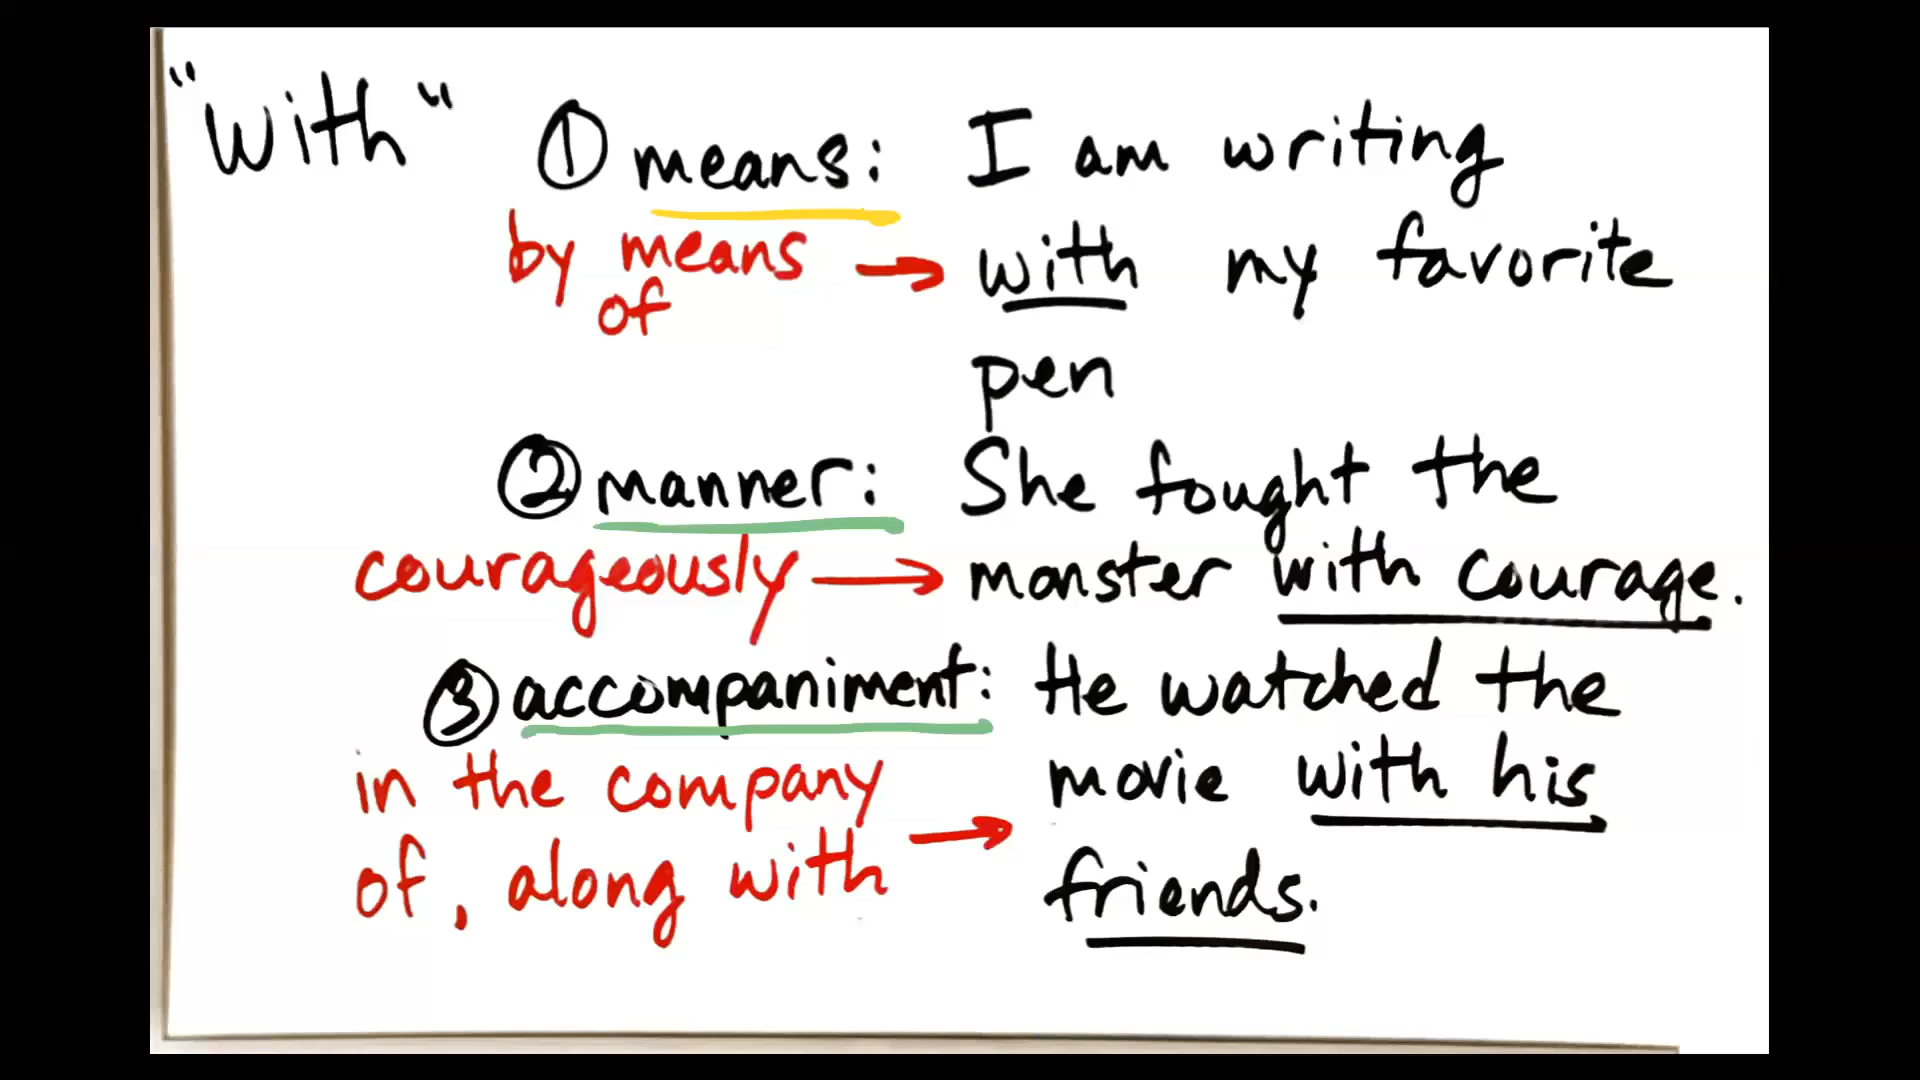 "With" ① means: I am writing
by means → with my favorite
of
pen
② manner: She fought the
courageously → monster with courage.
③ accompaniment: He watched the
in the company movie with his
of, along with → friends.